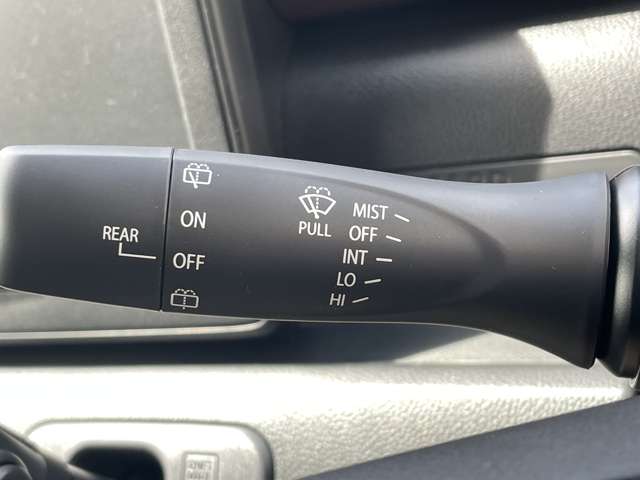 REAR
ON
OFF
PULL
MIST
OFF
INT
LO
HI